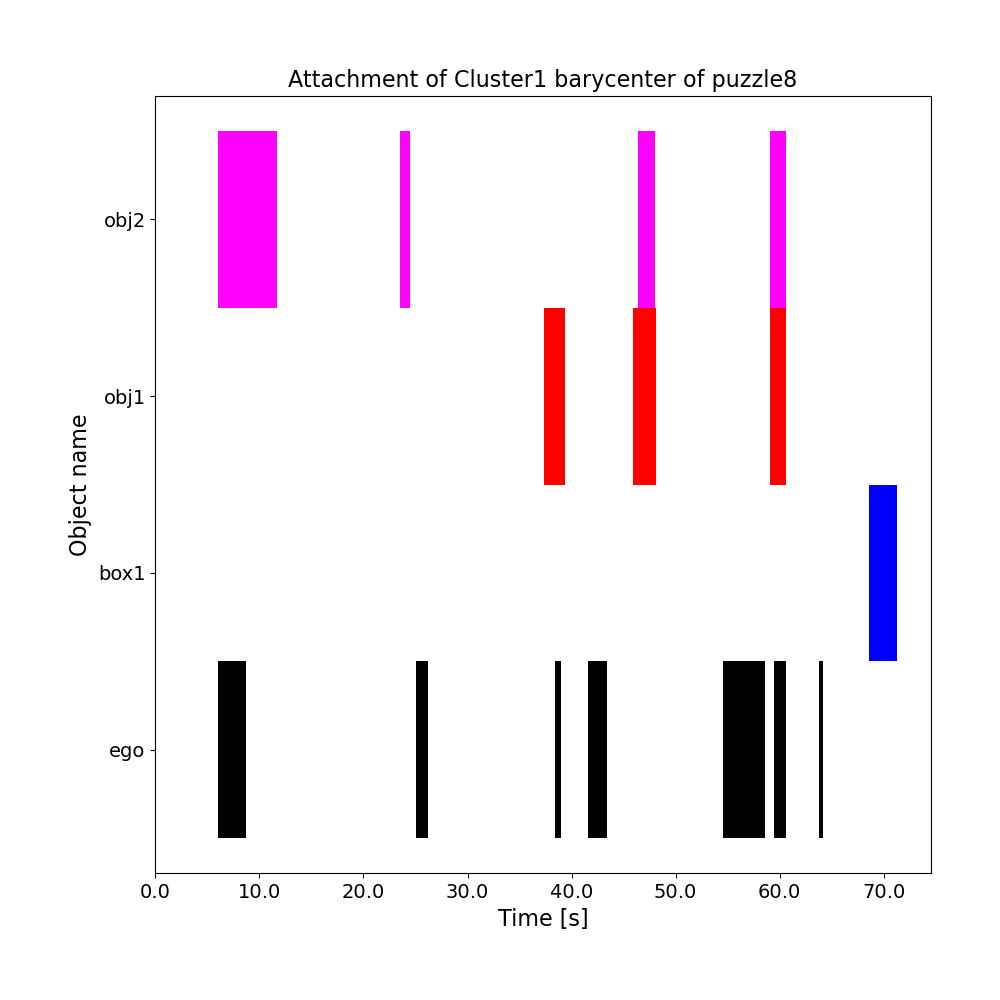 Attachment of Cluster1 barycenter of puzzle8
obj2
obj1
box1
ego
Object name
0.0 10.0 20.0 30.0 40.0 50.0 60.0 70.0
Time [s]